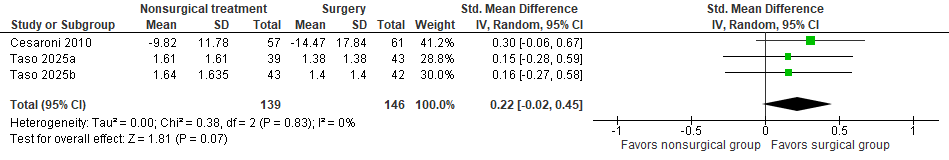 Nonsurgical treatment Surgery Std. Mean Difference Std. Mean Difference
Study or Subgroup Mean SD Total Mean SD Total Weight IV, Random, 95% CI IV, Random, 95% CI
Cesaroni 2010 -9.82 11.78 57 -14.47 17.84 61 41.2% 0.30 [-0.06, 0.67]
Taso 2025a 1.61 1.61 39 1.38 1.38 43 28.8% 0.15 [-0.28, 0.59]
Taso 2025b 1.64 1.635 43 1.4 1.4 42 30.0% 0.16 [-0.27, 0.58]
Total (95% CI) 139 146 100.0% 0.22 [-0.02, 0.45]
Heterogeneity: Tau² = 0.00; Chi² = 0.38, df = 2 (P = 0.83); I² = 0%
Test for overall effect: Z = 1.81 (P = 0.07)
-1 -0.5 0 0.5 1
Favors nonsurgical group Favors surgical group